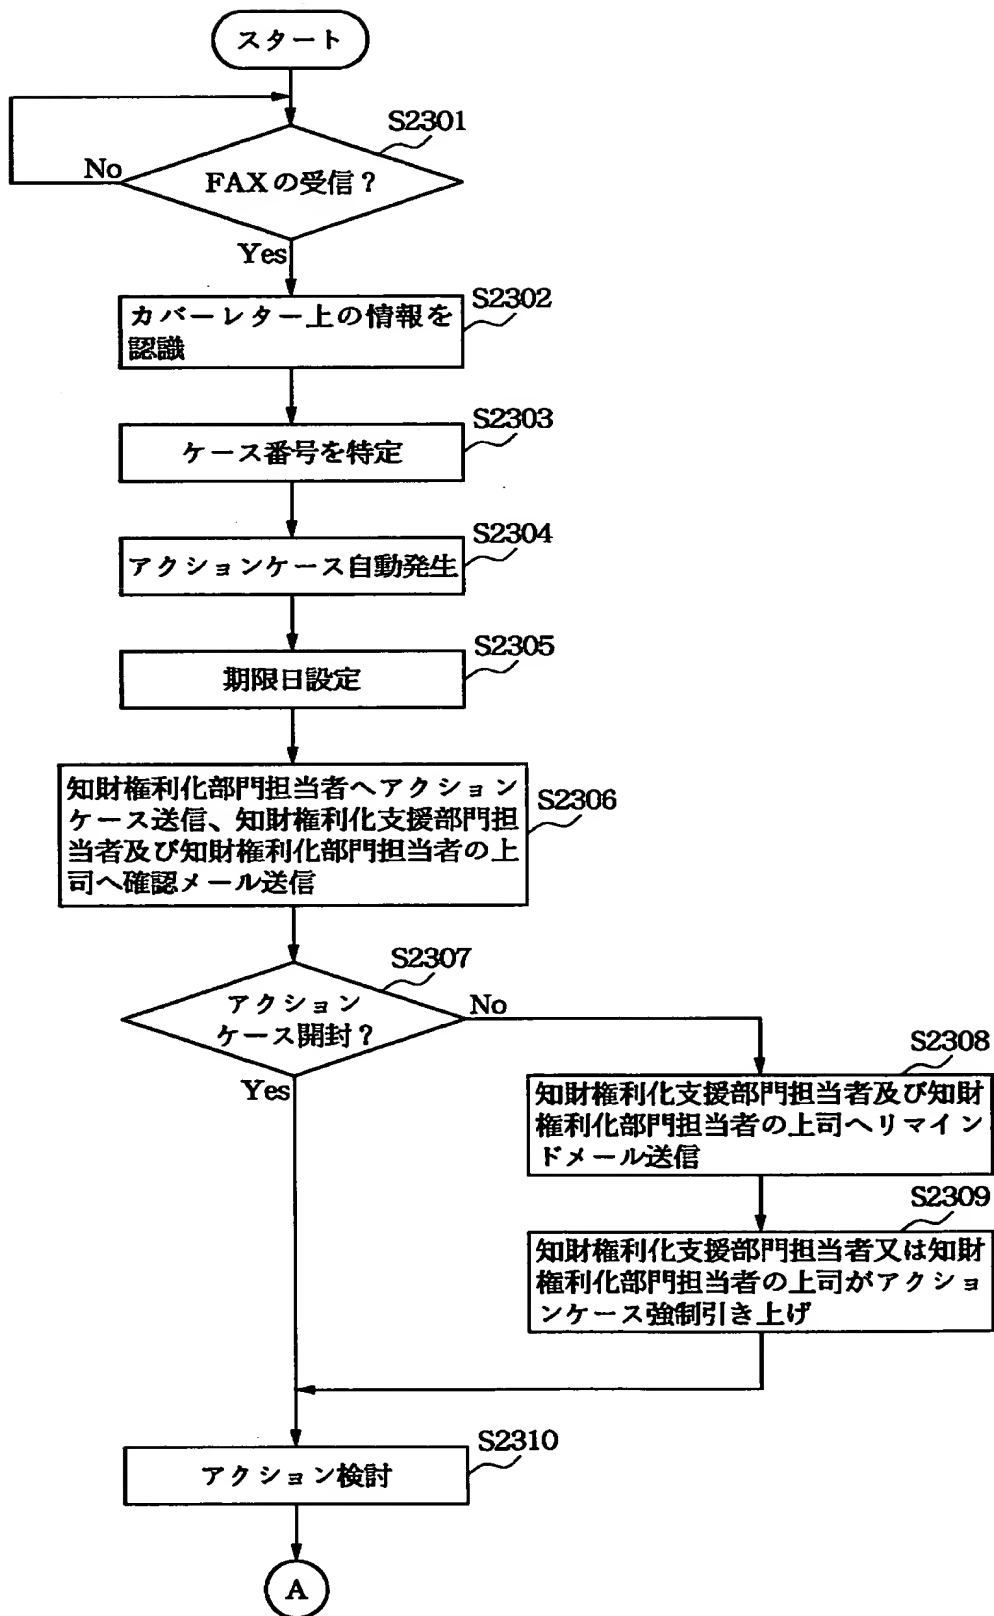 スタート
S2301
No
FAXの受信？
Yes
S2302
カバーレター上の情報を
認識
S2303
ケース番号を特定
S2304
アクションケース自動発生
S2305
期限日設定
S2306
知財権利化部門担当者へアクション
ケース送信、知財権利化支援部門担
当者及び知財権利化部門担当者の上
司へ確認メール送信
S2307
アクション
ケース開封？
No
Yes
S2308
知財権利化支援部門担当者及び知財
権利化部門担当者の上司へリマイン
ドメール送信
S2309
知財権利化支援部門担当者又は知財
権利化部門担当者の上司がアクショ
ンケース強制引き上げ
S2310
アクション検討
A